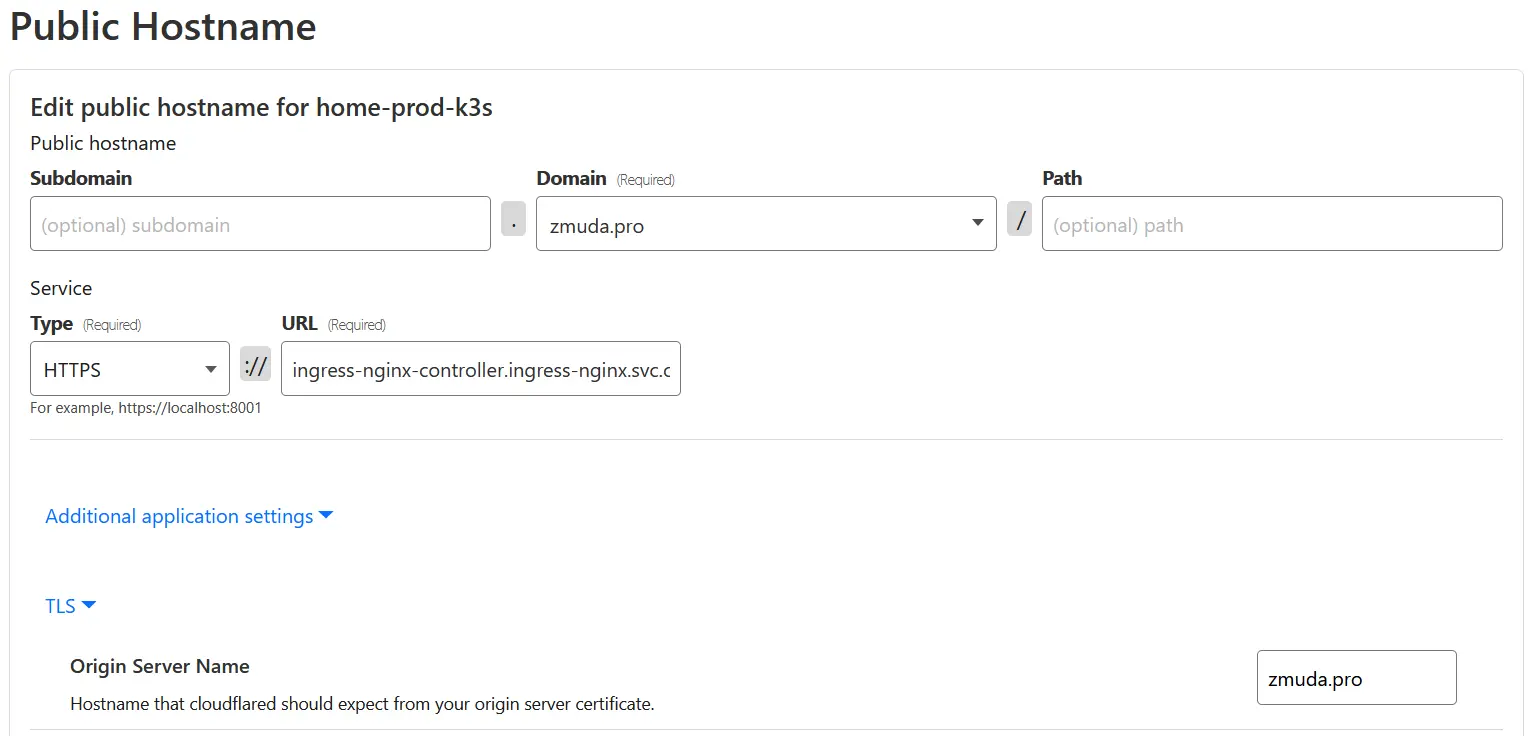 Public Hostname
Edit public hostname for home-prod-k3s
Public hostname
Subdomain
Domain (Required)
Path
(optional) subdomain
.
zmuda.pro
/
(optional) path
Service
Type (Required)
URL (Required)
HTTPS
://
ingress-nginx-controller.ingress-nginx.svc.c
For example, https://localhost:8001
Additional application settings
TLS
Origin Server Name
zmuda.pro
Hostname that cloudflared should expect from your origin server certificate.